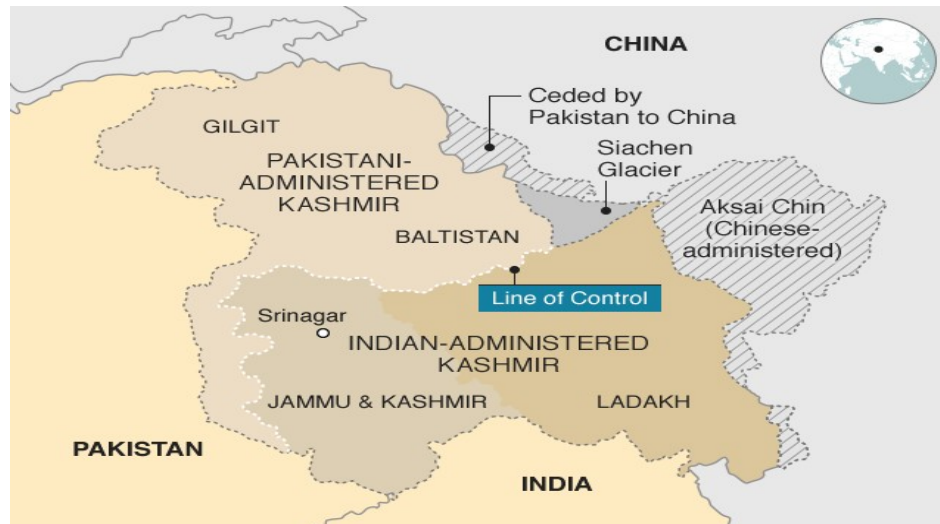 CHINA
Ceded by
Pakistan to China
GILGIT
Siachen
Glacier
PAKISTANI-
ADMINISTERED
KASHMIR
Aksai Chin
(Chinese-
administered)
BALTISTAN
Line of Control
Srinagar
INDIAN-ADMINISTERED
KASHMIR
JAMMU & KASHMIR
LADAKH
PAKISTAN
INDIA